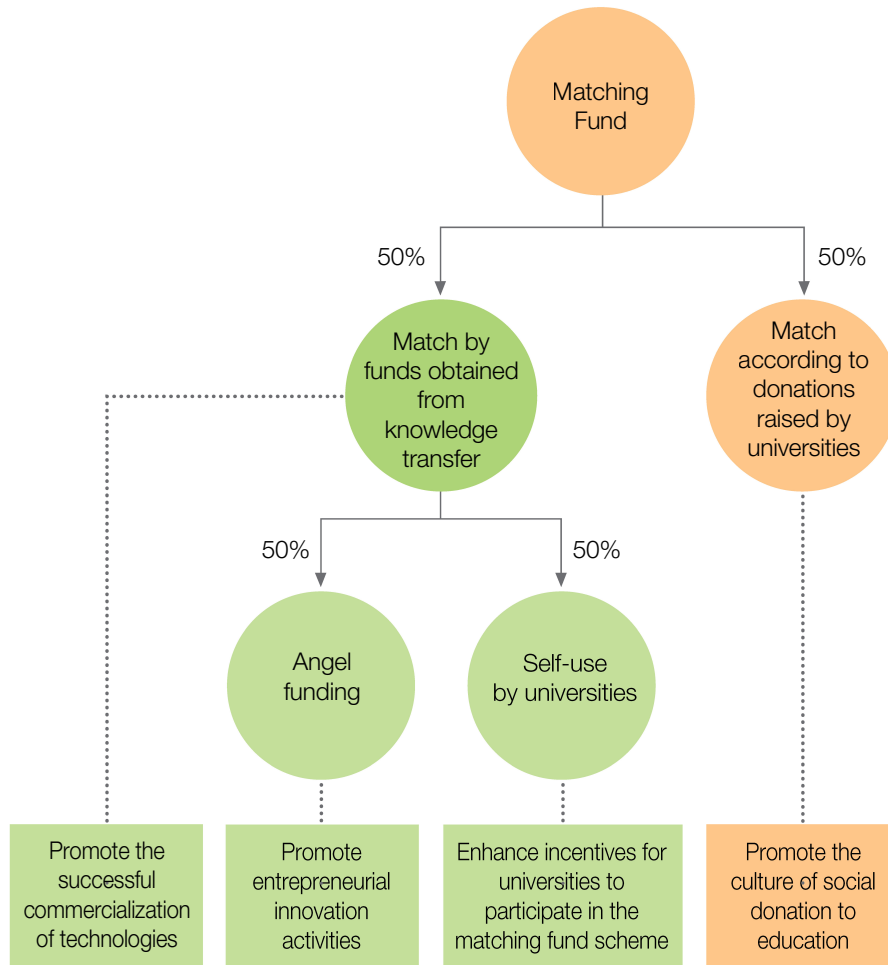 Matching
Fund
50%
50%
Match by
funds obtained
from
knowledge
transfer
Match
according to
donations
raised by
universities
50%
50%
Angel
funding
Self-use
by universities
Promote the
successful
commercialization
of technologies
Promote
entrepreneurial
innovation
activities
Enhance incentives for
universities to
participate in the
matching fund scheme
Promote the
culture of social
donation to
education